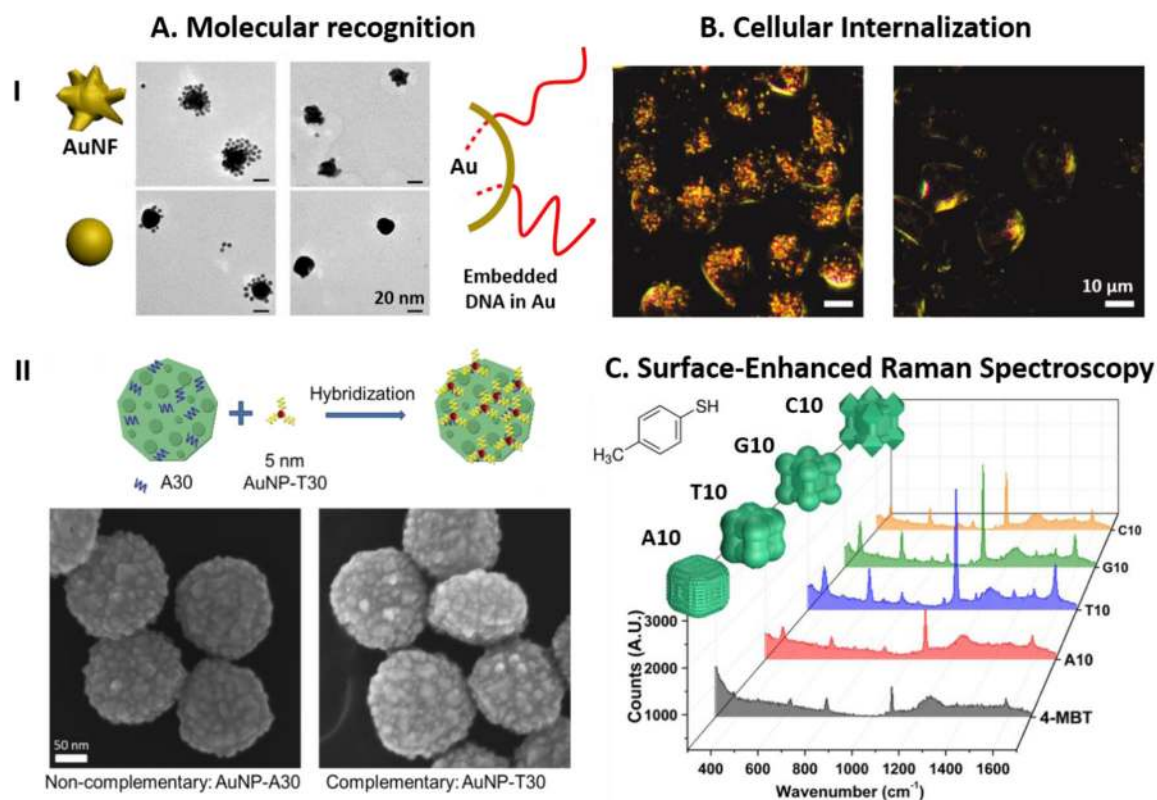 A. Molecular recognition
I
AuNF
20 nm
Au
Embedded
DNA in Au
B. Cellular Internalization
10 µm
II
Hybridization
A30
5 nm
AuNP-T30
50 nm
Non-complementary: AuNP-A30
Complementary: AuNP-T30
C. Surface-Enhanced Raman Spectroscopy
SH
H₃C
C10
G10
T10
A10
C10
G10
T10
A10
4-MBT
3000
2000
1000
Counts (A.U.)
400 600 800 1000 1200 1400 1600
Wavenumber (cm⁻¹)